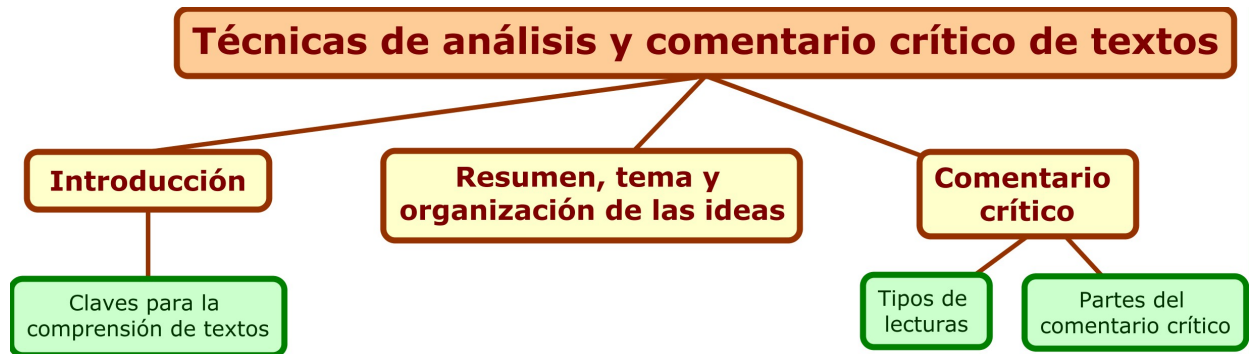 Técnicas de análisis y comentario crítico de textos
Introducción
Resumen, tema y
organización de las ideas
Comentario
crítico
Claves para la
comprensión de textos
Tipos de
lecturas
Partes del
comentario crítico